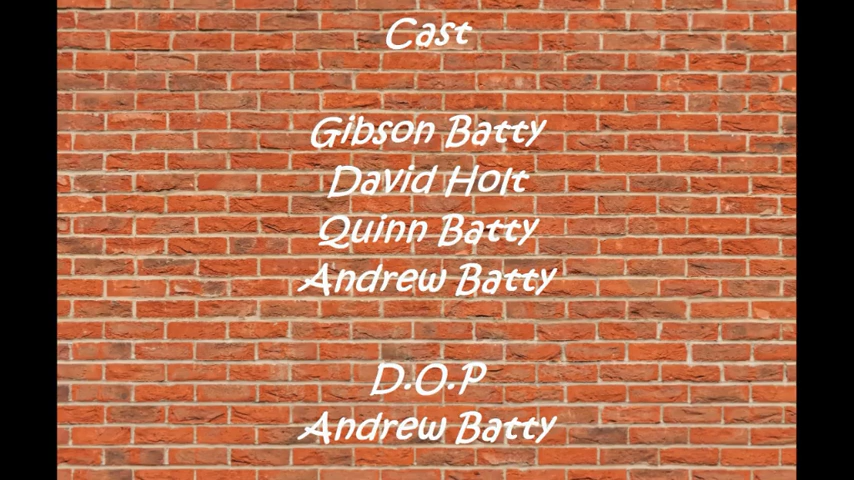 Cast
Gibson Batty
David Holt
Quinn Batty
Andrew Batty
D.O.P
Andrew Batty